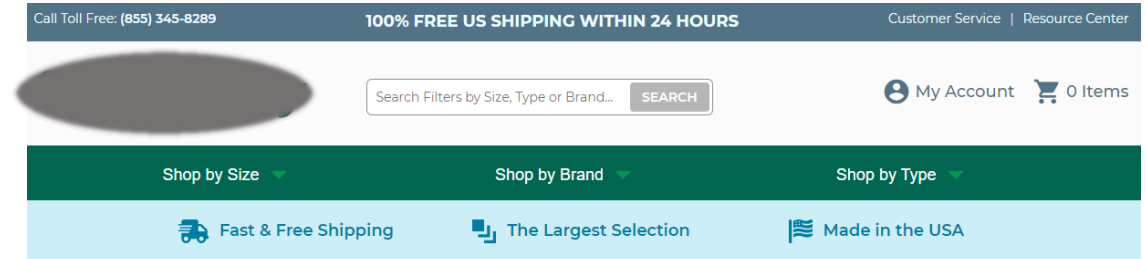 Call Toll Free: (855) 345-8289
100% FREE US SHIPPING WITHIN 24 HOURS
Customer Service | Resource Center
Search Filters by Size, Type or Brand... SEARCH
My Account
0 Items
Shop by Size
Shop by Brand
Shop by Type
Fast & Free Shipping
The Largest Selection
Made in the USA